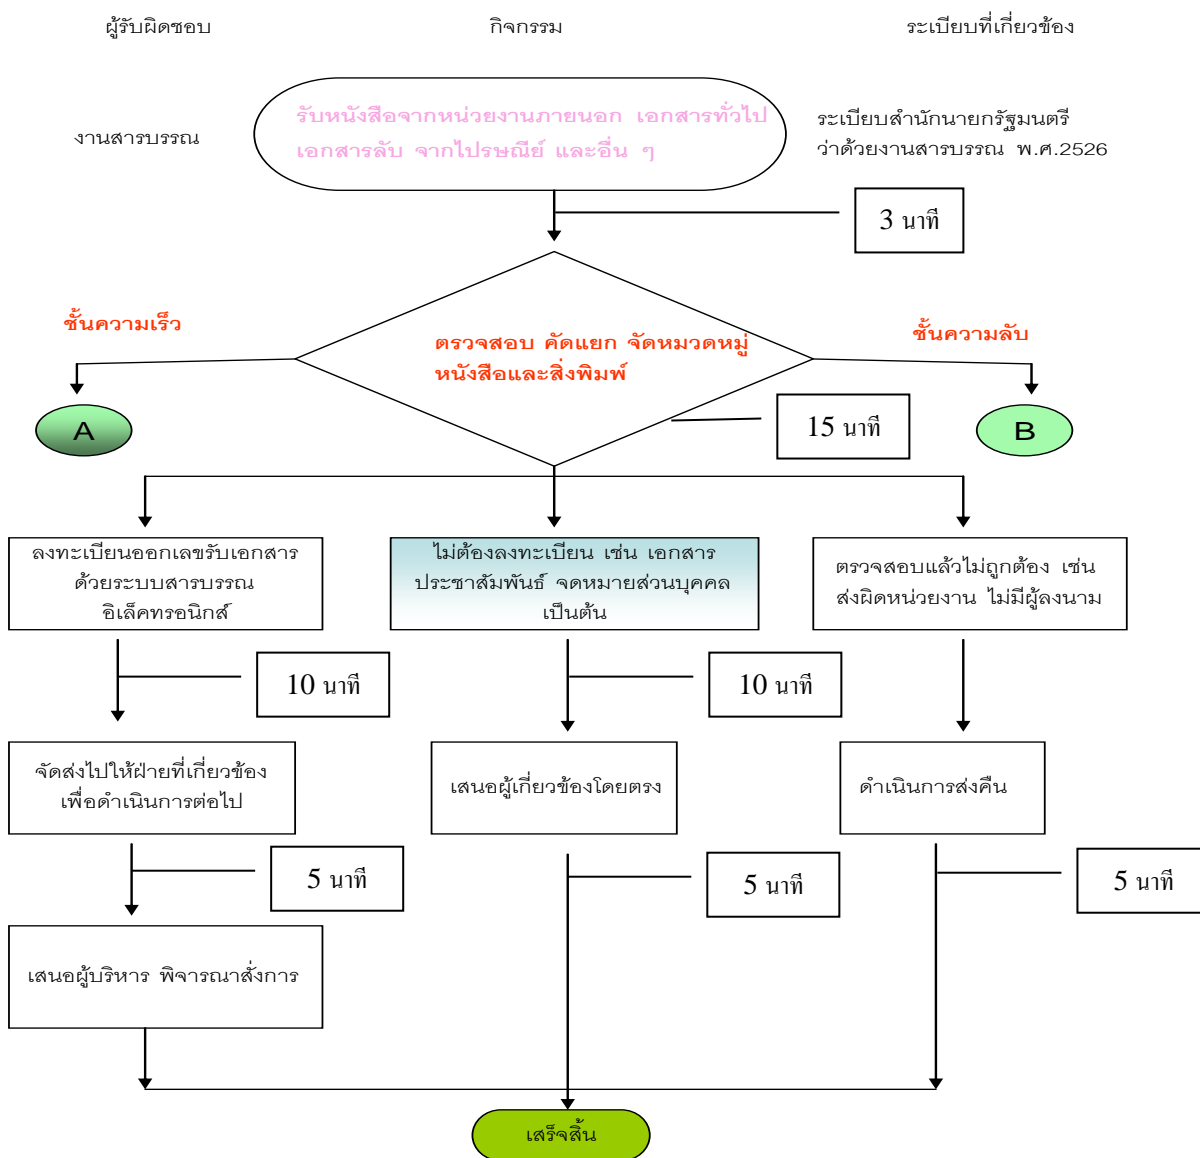 ผู้รับผิดชอบ
กิจกรรม
ระเบียบที่เกี่ยวข้อง
งานสารบรรณ
รับหนังสือจากหน่วยงานภายนอก เอกสารทั่วไป
เอกสารลับ จากไปรษณีย์ และอื่น ๆ
ระเบียบสำนักนายกรัฐมนตรี
ว่าด้วยงานสารบรรณ พ.ศ.2526
3 นาที
ชั้นความเร็ว
ตรวจสอบ คัดแยก จัดหมวดหมู่
หนังสือและสิ่งพิมพ์
ชั้นความลับ
A
15 นาที
B
ลงทะเบียนออกเลขรับเอกสาร
ด้วยระบบสารบรรณ
อิเล็คทรอนิกส์
ไม่ต้องลงทะเบียน เช่น เอกสาร
ประชาสัมพันธ์ จดหมายส่วนบุคคล
เป็นต้น
ตรวจสอบแล้วไม่ถูกต้อง เช่น
ส่งผิดหน่วยงาน ไม่มีผู้ลงนาม
10 นาที
10 นาที
จัดส่งไปให้ฝ่ายที่เกี่ยวข้อง
เพื่อดำเนินการต่อไป
เสนอผู้เกี่ยวข้องโดยตรง
ดำเนินการส่งคืน
5 นาที
5 นาที
5 นาที
เสนอผู้บริหาร พิจารณาสั่งการ
เสร็จสิ้น